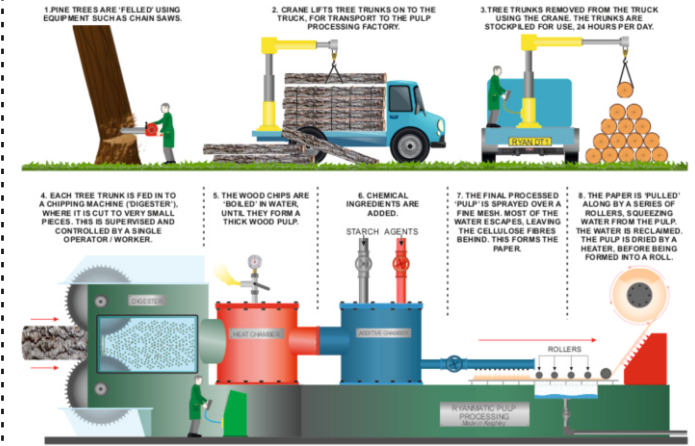 1.PINE TREES ARE 'FELLED' USING
EQUIPMENT SUCH AS CHAIN SAWS.
2. CRANE LIFTS TREE TRUNKS ON TO THE
TRUCK, FOR TRANSPORT TO THE PULP
PROCESSING FACTORY.
3.TREE TRUNKS REMOVED FROM THE TRUCK
USING THE CRANE. THE TRUNKS ARE
STOCKPILED FOR USE, 24 HOURS PER DAY.
RYAN DT 1
4. EACH TREE TRUNK IS FED IN TO
A CHIPPING MACHINE ('DIGESTER'),
WHERE IT IS CUT TO VERY SMALL
PIECES. THIS IS SUPERVISED AND
CONTROLLED BY A SINGLE
OPERATOR / WORKER.
5. THE WOOD CHIPS ARE
'BOILED' IN WATER,
UNTIL THEY FORM A
THICK WOOD PULP.
6. CHEMICAL
INGREDIENTS ARE
ADDED.
STARCH AGENTS
7. THE FINAL PROCESSED
'PULP' IS SPRAYED OVER A
FINE MESH. MOST OF THE
WATER ESCAPES, LEAVING
THE CELLULOSE FIBRES
BEHIND. THIS FORMS THE
PAPER.
8. THE PAPER IS 'PULLED'
ALONG BY A SERIES OF
ROLLERS, SQUEEZING
WATER FROM THE PULP.
THE WATER IS RECLAIMED.
THE PULP IS DRIED BY A
HEATER, BEFORE BEING
FORMED INTO A ROLL.
DIGESTER
HEAT CHAMBER
ADDITIVE CHAMBER
ROLLERS
RYANMATIC PULP
PROCESSING
Made in Keighley